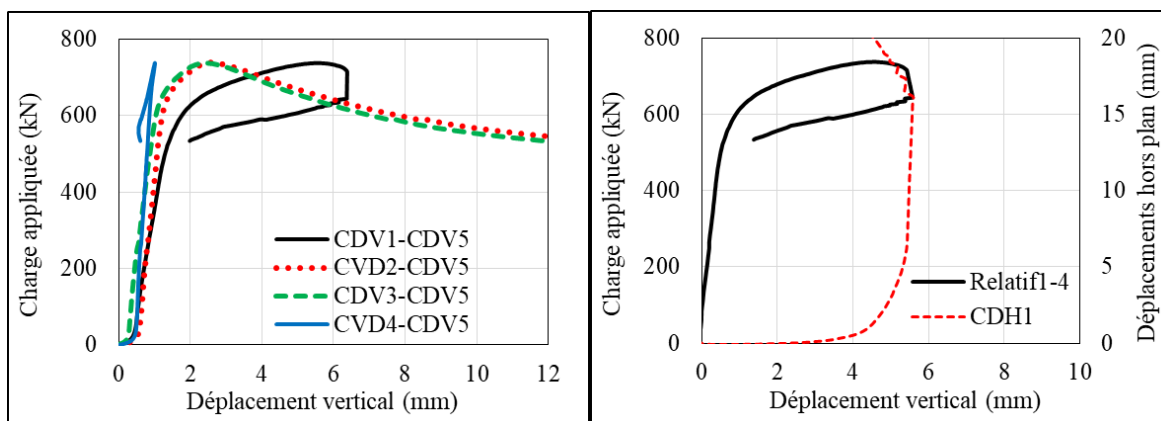 Charge appliquée (kN)
800
600
400
200
0
CDV1-CDV5
CVD2-CDV5
CDV3-CDV5
CVD4-CDV5
0 2 4 6 8 10 12
Déplacement vertical (mm)
Charge appliquée (kN)
800
600
400
200
0
Relatif1-4
CDH1
20
15
10
5
0
Déplacements hors plan (mm)
0 2 4 6 8 10
Déplacement vertical (mm)